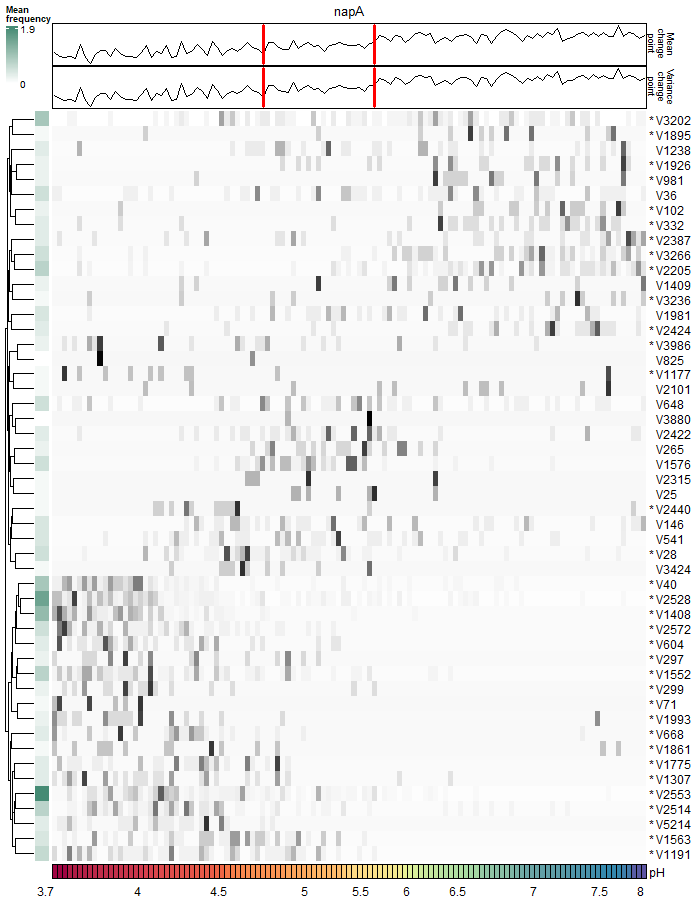 Mean
frequency
1.9
0
napA
Mean
change
point
Variance
change
point
* V3202
* V1895
V1238
* V1926
* V981
V36
* V102
* V332
* V2387
* V3266
* V2205
V1409
* V3236
V1981
* V2424
* V3986
V825
* V1177
V2101
V648
V3880
V2422
V265
V1576
V2315
V25
* V2440
V146
V541
* V28
V3424
* V40
* V2528
* V1408
* V2572
* V604
* V297
* V1552
* V299
* V71
* V1993
V668
* V1861
* V1775
* V1307
* V2553
* V2514
* V5214
* V1563
* V1191
pH
3.7 4 4.5 5 5.5 6 6.5 7 7.5 8